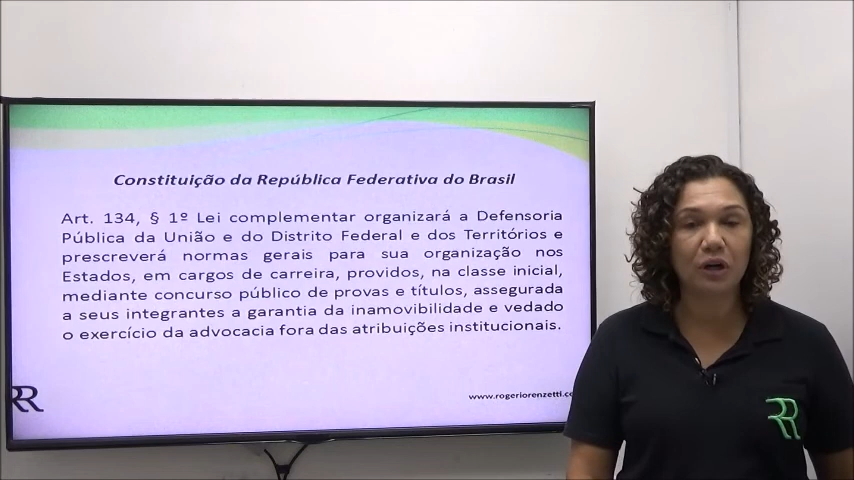 Constituição da República Federativa do Brasil
Art. 134, § 1º Lei complementar organizará a Defensoria
Pública da União e do Distrito Federal e dos Territórios e
prescreverá normas gerais para sua organização nos
Estados, em cargos de carreira, providos, na classe inicial,
mediante concurso público de provas e títulos, assegurada
a seus integrantes a garantia da inamovibilidade e vedado
o exercício da advocacia fora das atribuições institucionais.
RR
www.rogeriorenzetti.co
RR